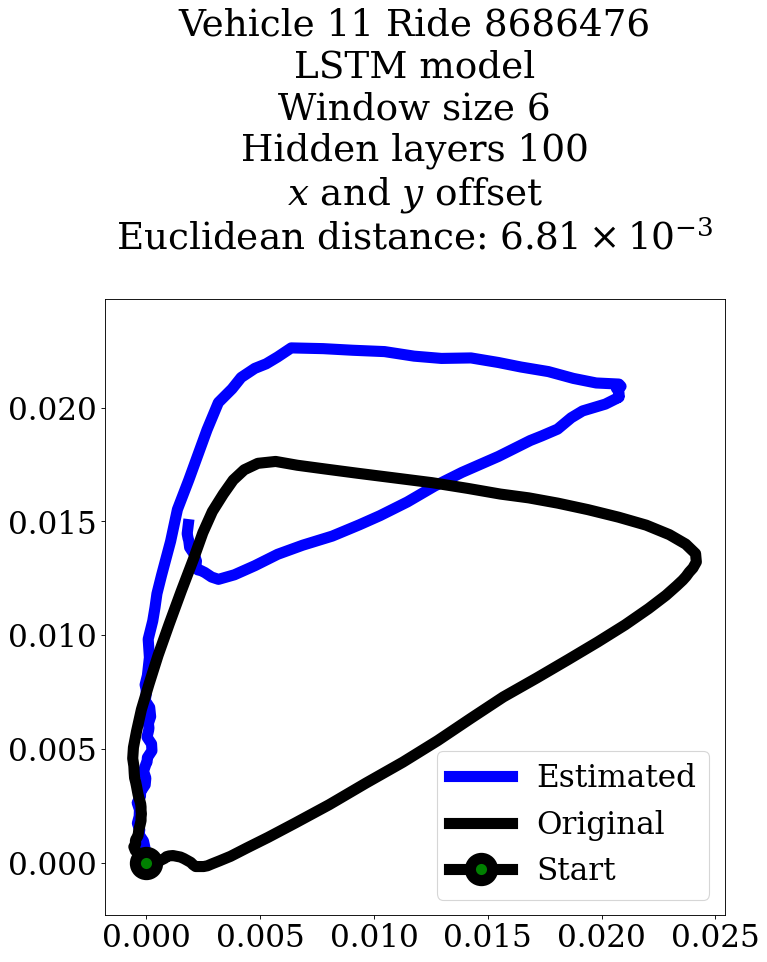 Vehicle 11 Ride 8686476
LSTM model
Window size 6
Hidden layers 100
x and y offset
Euclidean distance: 6.81 × 10⁻³
0.020
0.015
0.010
0.005
0.000
Estimated
Original
Start
0.000 0.005 0.010 0.015 0.020 0.025